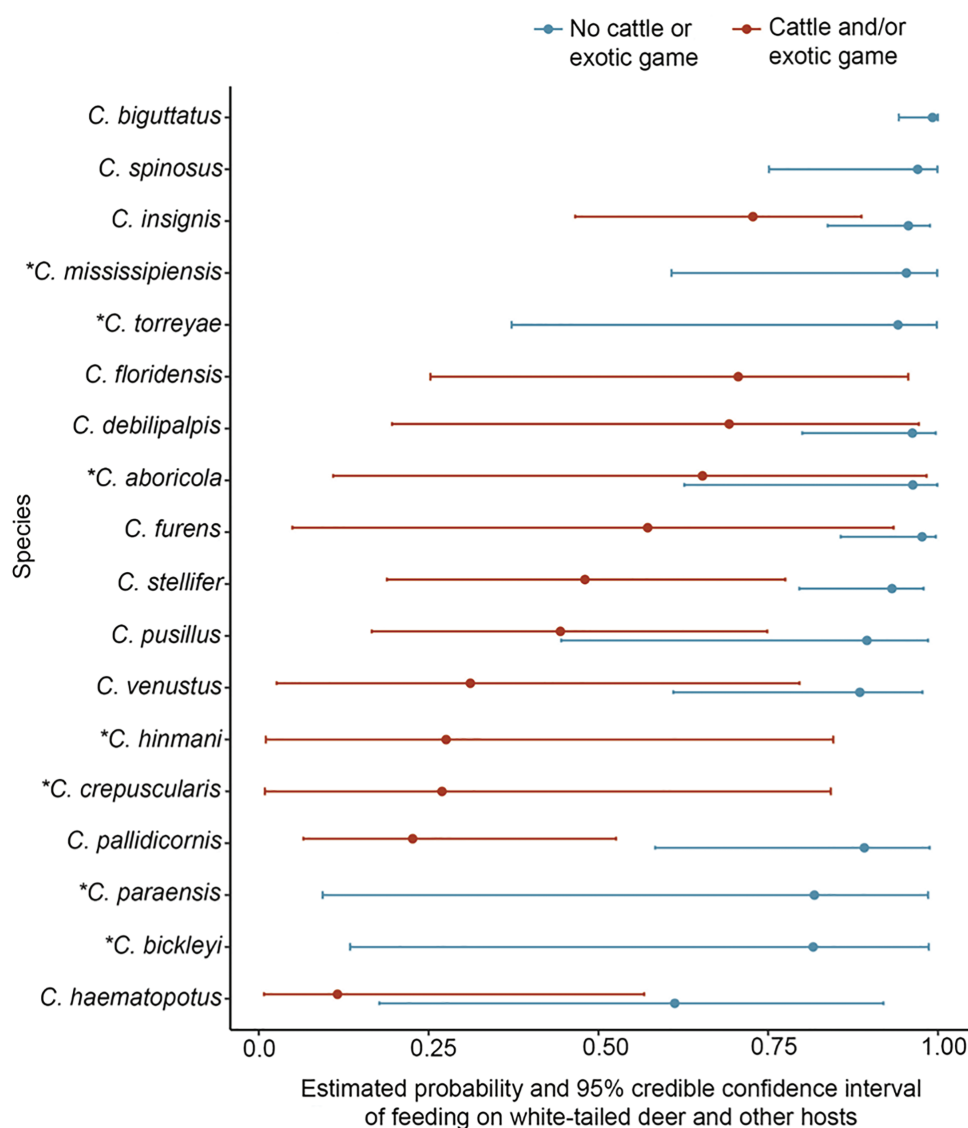 No cattle or
exotic game
Cattle and/or
exotic game
C. biguttatus
C. spinosus
C. insignis
*C. mississipiensis
*C. torreyae
C. floridensis
C. debilipalpis
*C. aboricola
C. furens
C. stellifer
C. pusillus
C. venustus
*C. hinmani
*C. crepuscularis
C. pallidicornis
*C. paraensis
*C. bickleyi
C. haematopotus
Species
0.0 0.25 0.50 0.75 1.00
Estimated probability and 95% credible confidence interval
of feeding on white-tailed deer and other hosts